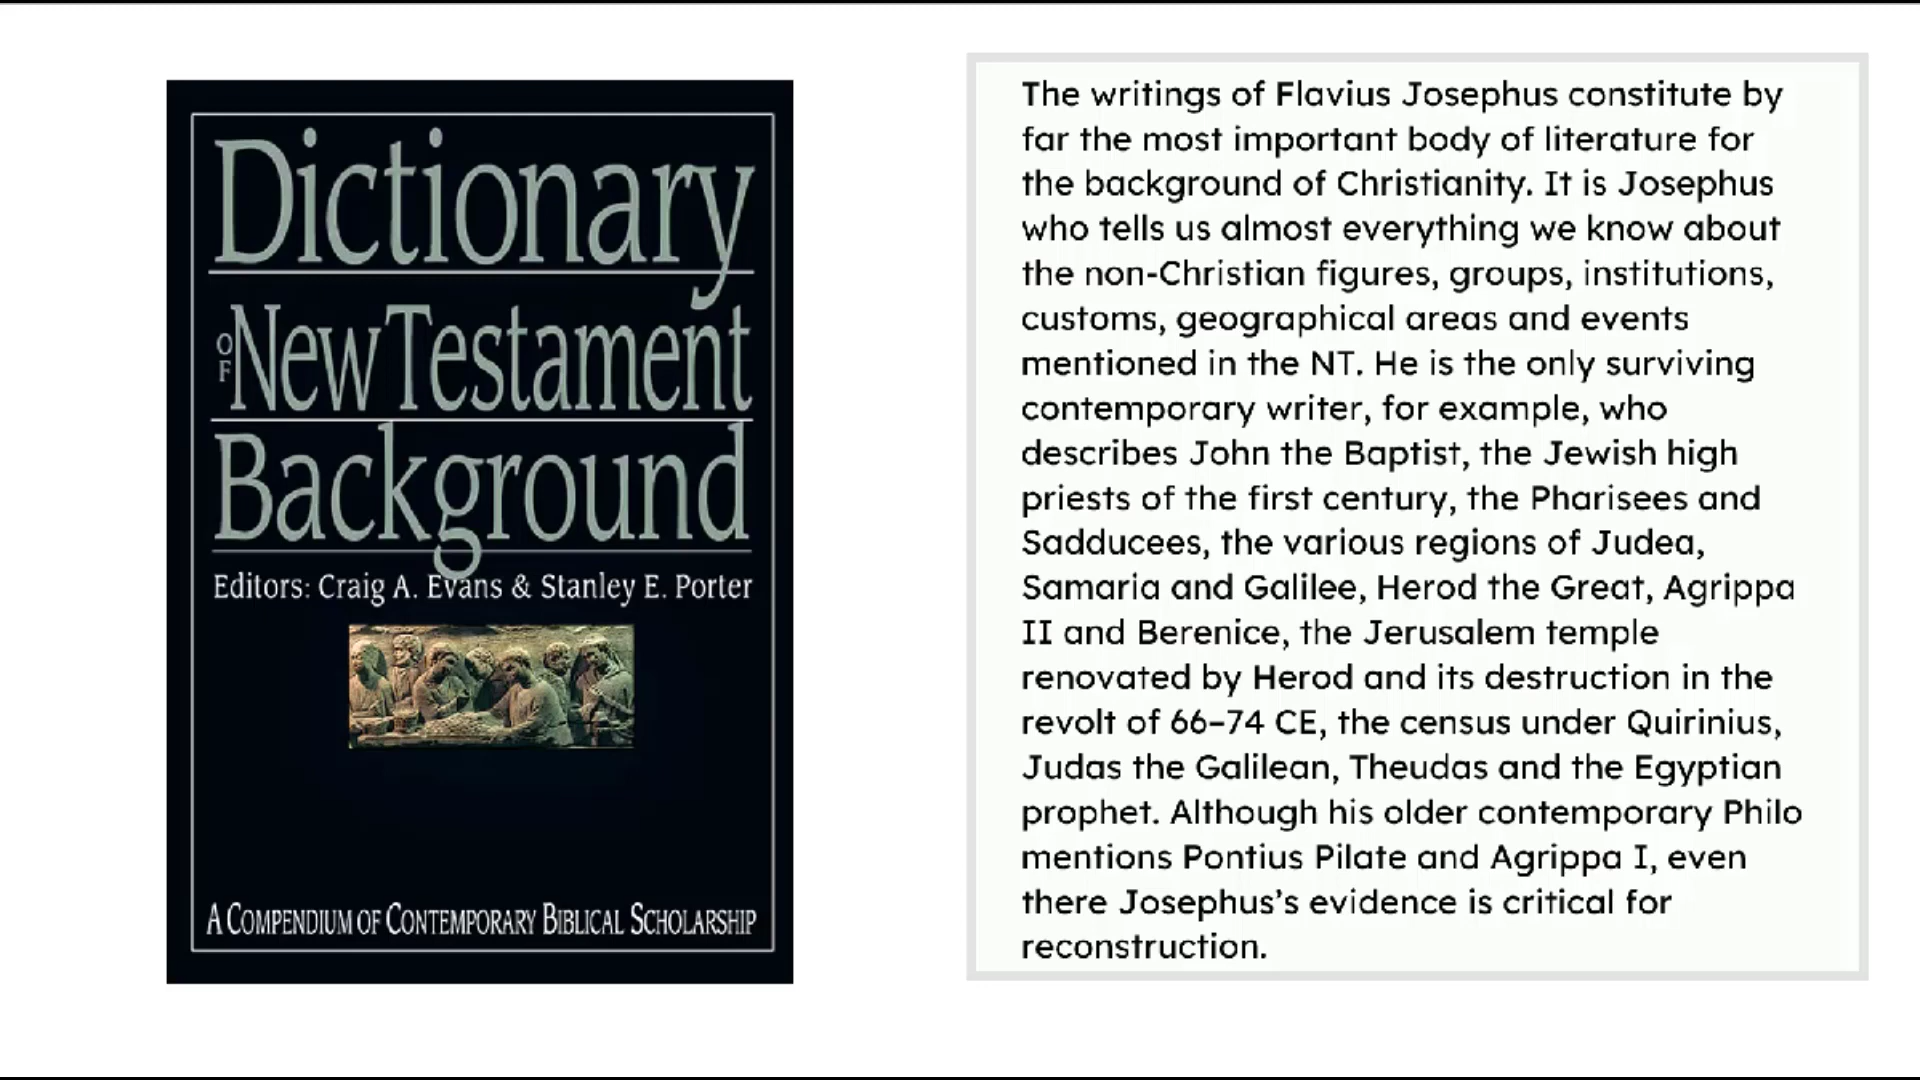 Dictionary
OF New Testament
Background
Editors: Craig A. Evans & Stanley E. Porter
A COMPENDIUM OF CONTEMPORARY BIBLICAL SCHOLARSHIP
The writings of Flavius Josephus constitute by
far the most important body of literature for
the background of Christianity. It is Josephus
who tells us almost everything we know about
the non-Christian figures, groups, institutions,
customs, geographical areas and events
mentioned in the NT. He is the only surviving
contemporary writer, for example, who
describes John the Baptist, the Jewish high
priests of the first century, the Pharisees and
Sadducees, the various regions of Judea,
Samaria and Galilee, Herod the Great, Agrippa
II and Berenice, the Jerusalem temple
renovated by Herod and its destruction in the
revolt of 66–74 CE, the census under Quirinius,
Judas the Galilean, Theudas and the Egyptian
prophet. Although his older contemporary Philo
mentions Pontius Pilate and Agrippa I, even
there Josephus’s evidence is critical for
reconstruction.